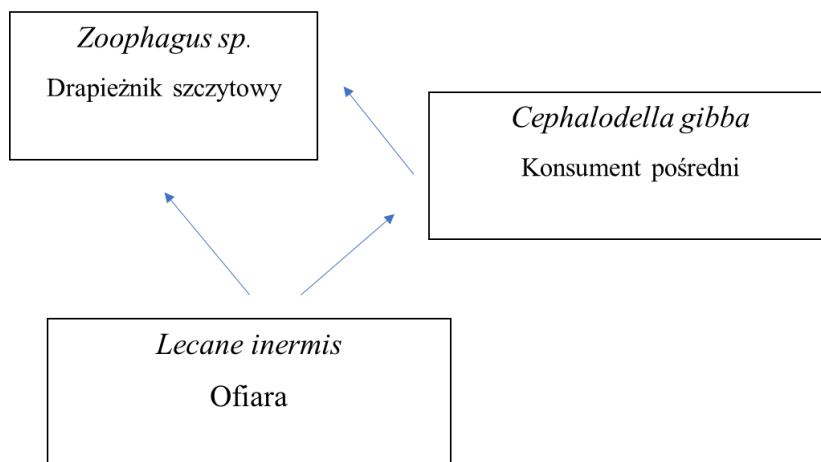 Zoophagus sp.
Drapieżnik szczytowy
Cephalodella gibba
Konsument pośredni
Lecane inermis
Ofiara